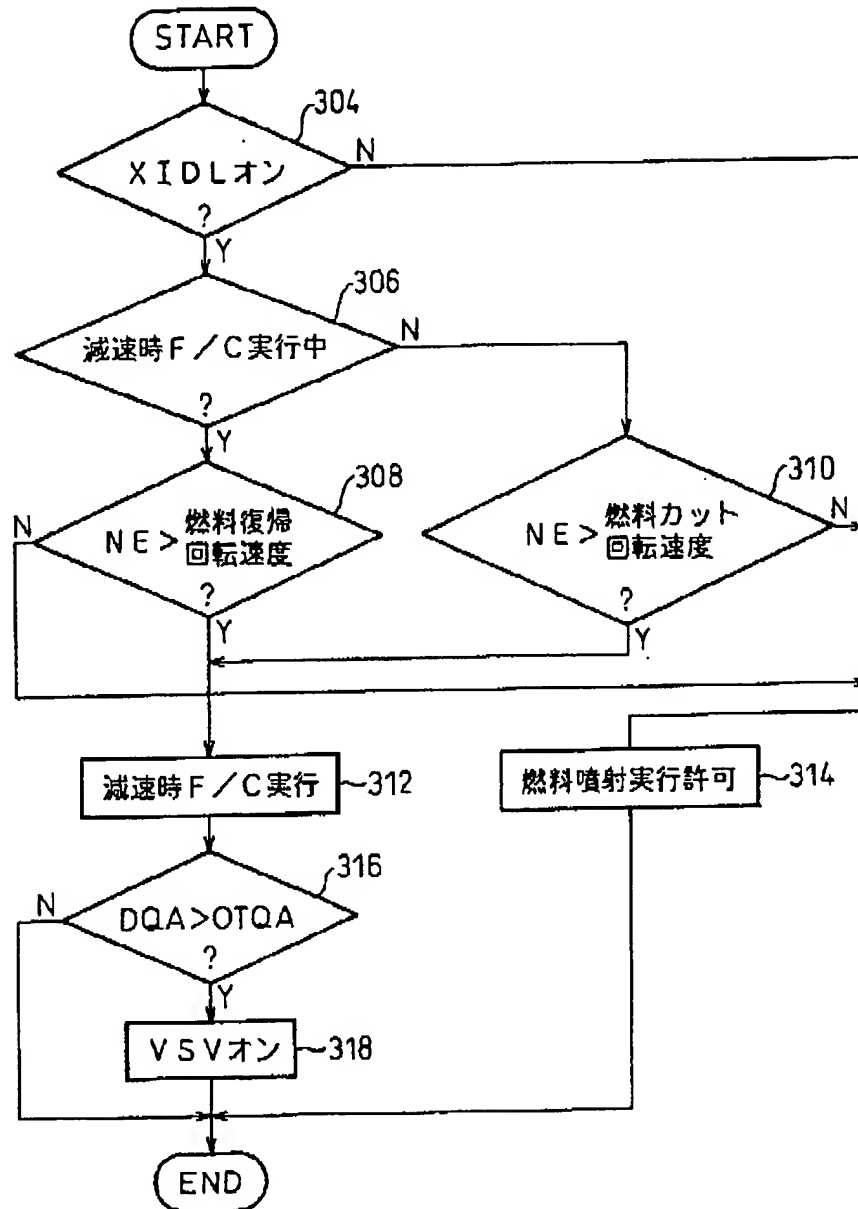 START
304
XIDLオン
N
?
Y
306
減速時F/C実行中
N
?
Y
308
N
NE>燃料復帰
回転速度
?
Y
310
NE>燃料カット
回転速度
N
?
Y
減速時F/C実行
312
燃料噴射実行許可
314
316
N
DQA>OTQA
?
Y
VSVオン
318
END